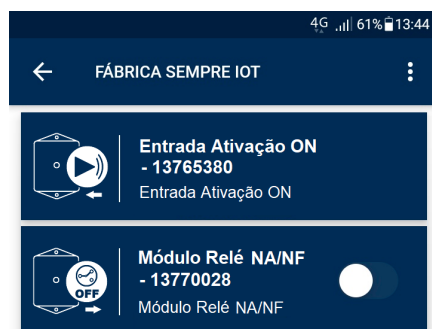 4G 61% 13:44
FÁBRICA SEMPRE IOT
Entrada Ativação ON
- 13765380
Entrada Ativação ON
Módulo Relé NA/NF
- 13770028
OFF
Módulo Relé NA/NF